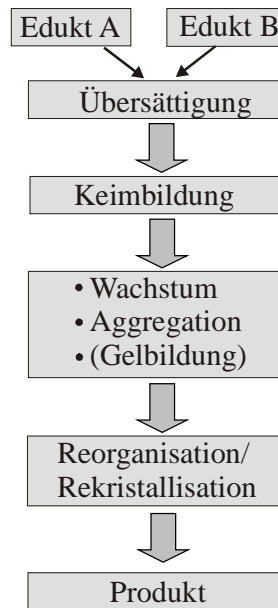 Edukt A
Edukt B
Übersättigung
Keimbildung
• Wachstum
• Aggregation
• (Gelbildung)
Reorganisation/
Rekristallisation
Produkt